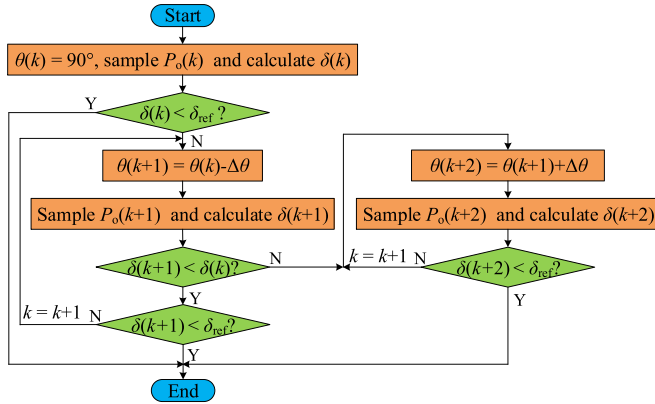 Start
θ(k) = 90°, sample Pₒ(k) and calculate δ(k)
Y
δ(k) < δref ?
N
θ(k+1) = θ(k)-Δθ
θ(k+2) = θ(k+1)+Δθ
Sample Pₒ(k+1) and calculate δ(k+1)
Sample Pₒ(k+2) and calculate δ(k+2)
δ(k+1) < δ(k)?
N
k = k+1
N
δ(k+2) < δref?
Y
Y
k = k+1
N
δ(k+1) < δref?
Y
End